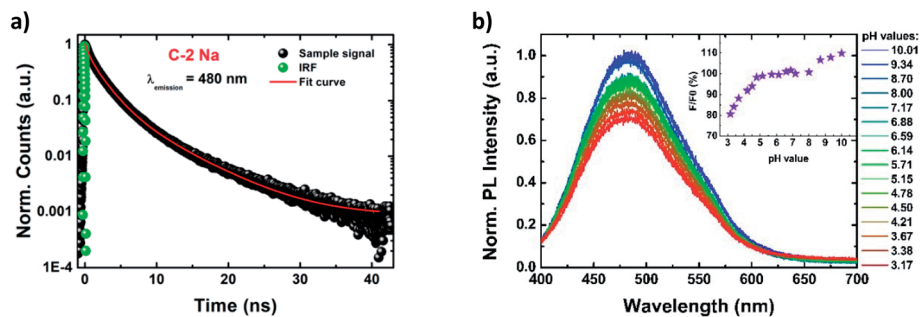 a)
C-2 Na
λemission = 480 nm
Sample signal
IRF
Fit curve
Norm. Counts (a.u.)
1
0.1
0.01
0.001
1E-4
0 10 20 30 40
Time (ns)
b)
Norm. PL Intensity (a.u.)
1.0
0.8
0.6
0.4
0.2
0.0
400 450 500 550 600 650 700
Wavelength (nm)
F/F0 (%)
110
100
90
80
70
3 4 5 6 7 8 9 10
pH value
pH values:
10.01
9.34
8.70
8.00
7.17
6.88
6.59
6.14
5.71
5.15
4.78
4.50
4.21
3.67
3.38
3.17